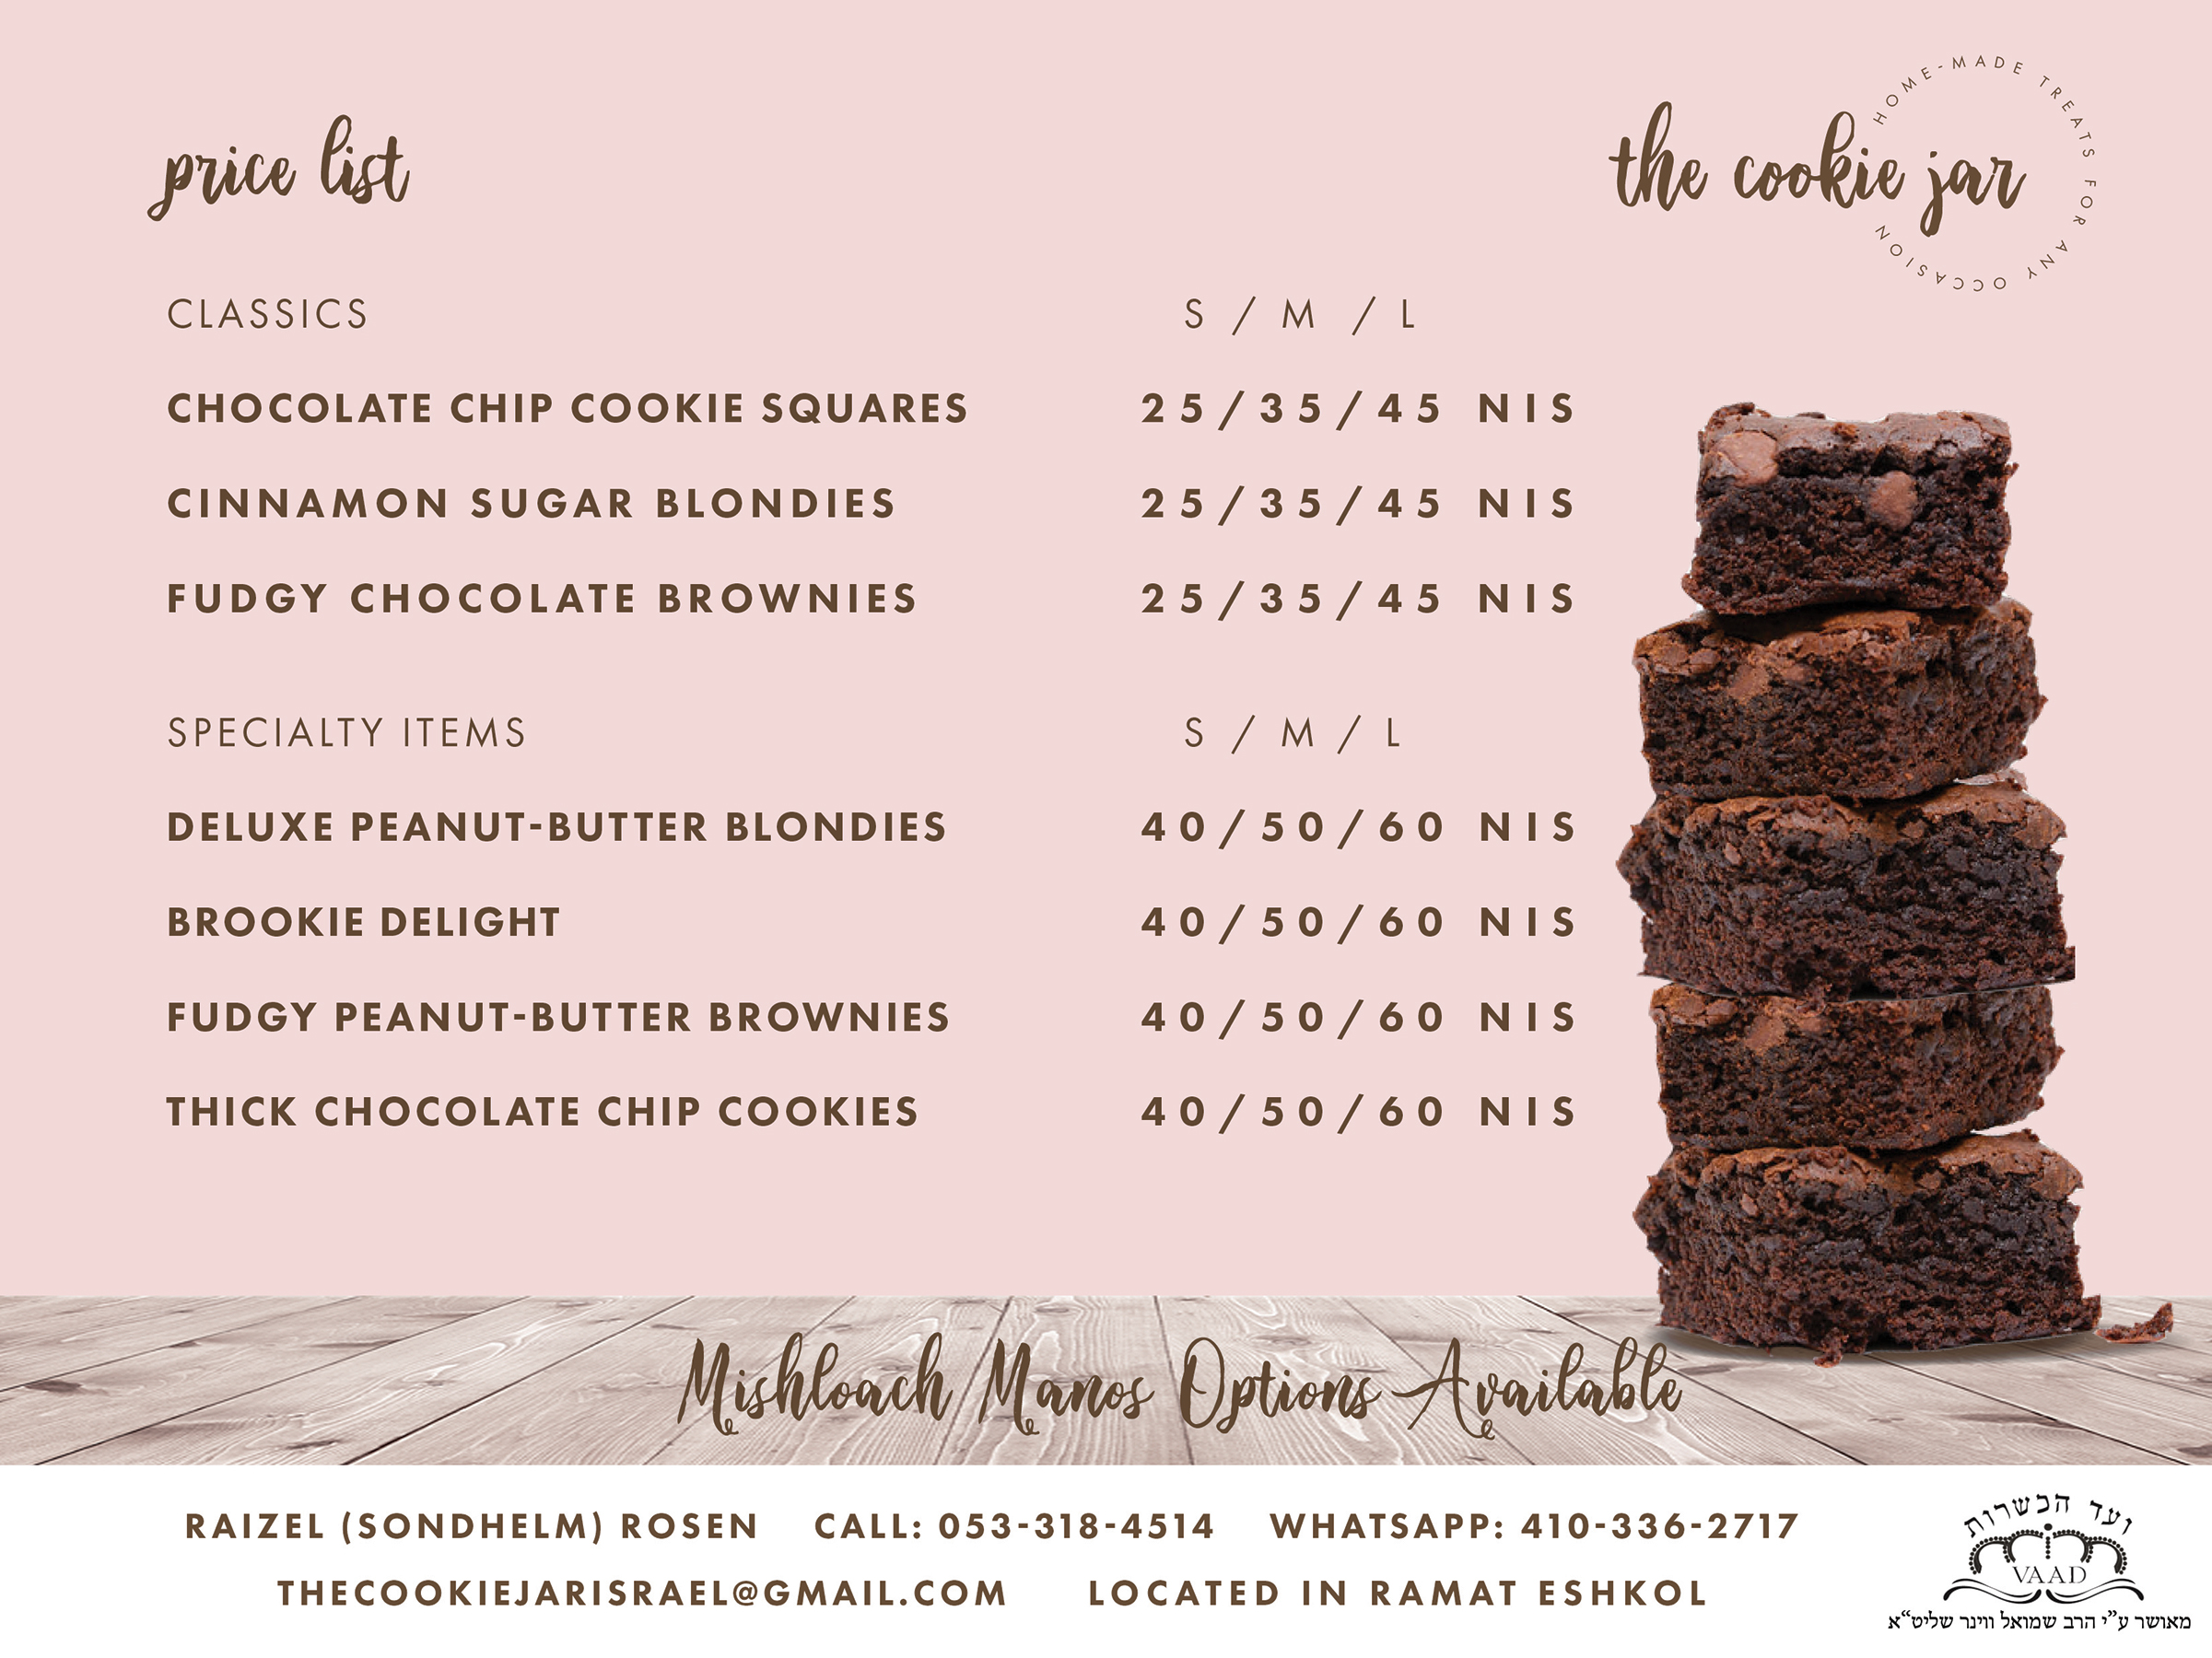 price list
the cookie jar
HOME-MADE TREATS FOR ANY OCCASION
CLASSICS S / M / L
CHOCOLATE CHIP COOKIE SQUARES 25/35/45 NIS
CINNAMON SUGAR BLONDIES 25/35/45 NIS
FUDGY CHOCOLATE BROWNIES 25/35/45 NIS
SPECIALTY ITEMS S / M / L
DELUXE PEANUT-BUTTER BLONDIES 40/50/60 NIS
BROOKIE DELIGHT 40/50/60 NIS
FUDGY PEANUT-BUTTER BROWNIES 40/50/60 NIS
THICK CHOCOLATE CHIP COOKIES 40/50/60 NIS
Mishloach Manos Options Available
RAIZEL (SONDHELM) ROSEN CALL: 053-318-4514 WHATSAPP: 410-336-2717
THECOOKIEJARISRAEL@GMAIL.COM LOCATED IN RAMAT ESHKOL
ועד הכשרות
VAAD
מאושר ע"י הרב שמואל ווינר שליט"א